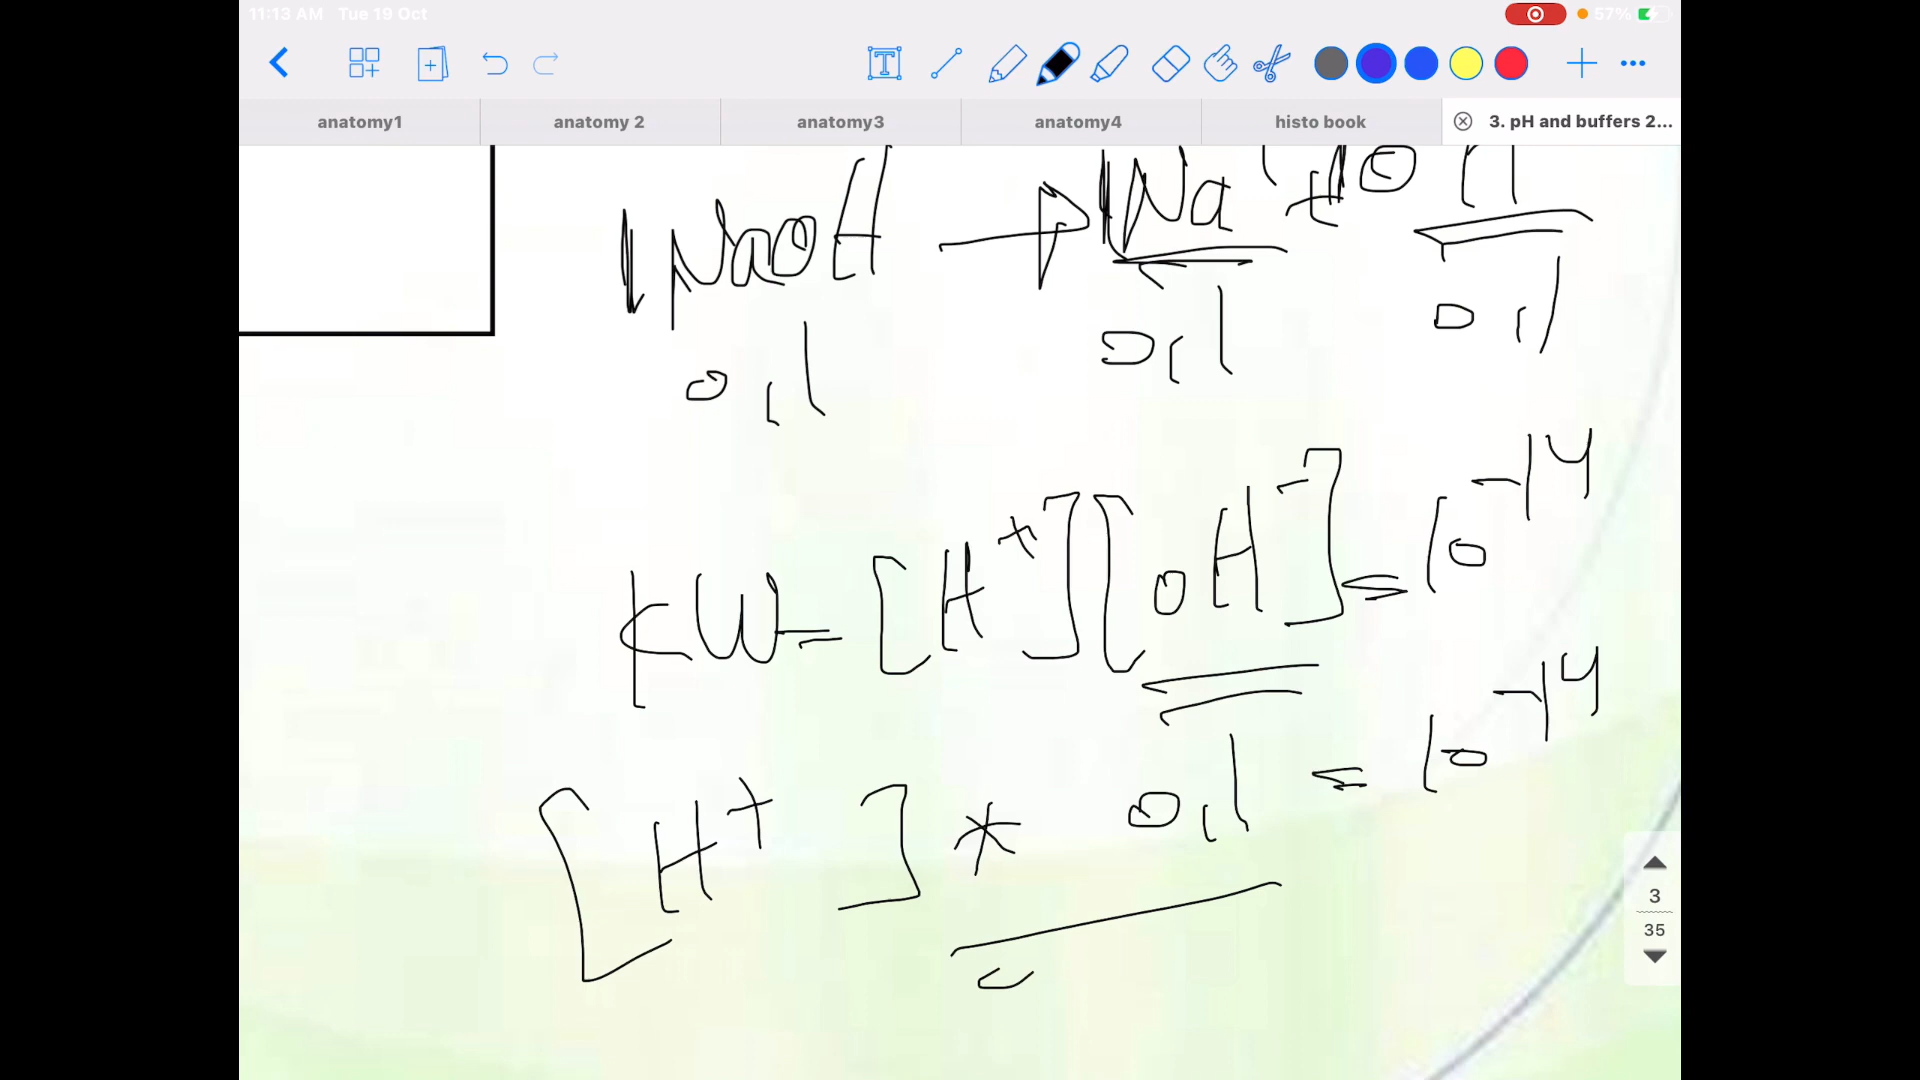 11:13 AM Tue 19 Oct
57%
T
anatomy1 anatomy 2 anatomy3 anatomy4 histo book 3. pH and buffers 2...
1 NaoH → 1 Na + + 1 OH
0,1 0,1 0,1
KW = [H+] [OH-] = 10-14
[H+] * 0,1 = 10-14
3
35